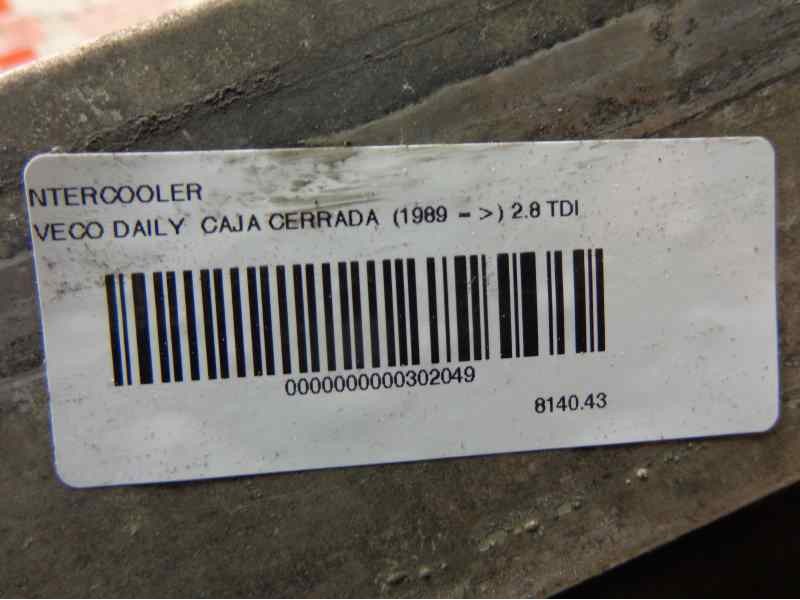 NTERCOOLER
VECO DAILY CAJA CERRADA (1989 = >) 2.8 TDI
0000000000302049
8140.43